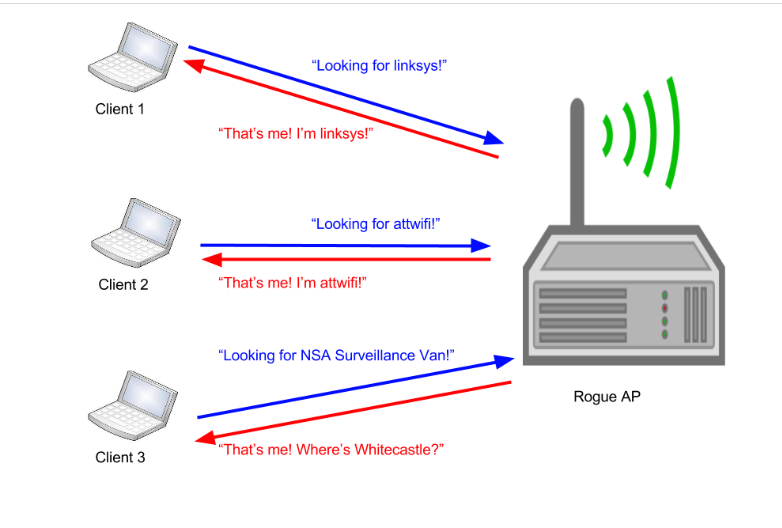 “Looking for linksys!”
Client 1
“That’s me! I’m linksys!”
“Looking for attwifi!”
Client 2
“That’s me! I’m attwifi!”
“Looking for NSA Surveillance Van!”
Rogue AP
Client 3
“That’s me! Where’s Whitecastle?”